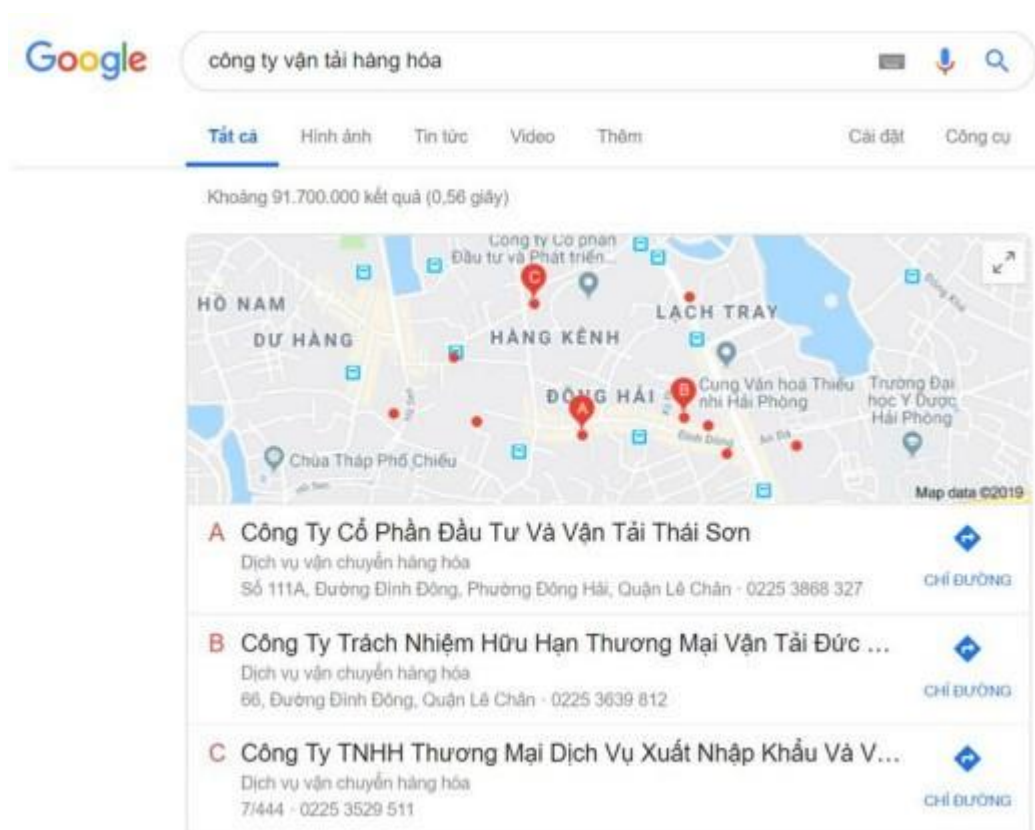 Google
công ty vận tải hàng hóa
Tất cả Hình ảnh Tin tức Video Thêm Cài đặt Công cụ
Khoảng 91.700.000 kết quả (0,56 giây)
Công ty Cổ phần
Đầu tư và Phát triển...
C
HỒ NAM
LẠCH TRAY
DƯ HÀNG
HÀNG KÊNH
Đông Khê
ĐÔNG HẢI
A
B
Cung Văn hoá Thiếu
nhi Hải Phòng
Trường Đại
học Y Dược
Hải Phòng
Đình Đông
An Đà
Chùa Tháp Phổ Chiếu
Map data ©2019
A Công Ty Cổ Phần Đầu Tư Và Vận Tải Thái Sơn
Dịch vụ vận chuyển hàng hóa
Số 111A, Đường Đình Đông, Phường Đông Hải, Quận Lê Chân · 0225 3868 327
CHỈ ĐƯỜNG
B Công Ty Trách Nhiệm Hữu Hạn Thương Mại Vận Tải Đức ...
Dịch vụ vận chuyển hàng hóa
66, Đường Đình Đông, Quận Lê Chân · 0225 3639 812
CHỈ ĐƯỜNG
C Công Ty TNHH Thương Mại Dịch Vụ Xuất Nhập Khẩu Và V...
Dịch vụ vận chuyển hàng hóa
7/444 · 0225 3529 511
CHỈ ĐƯỜNG